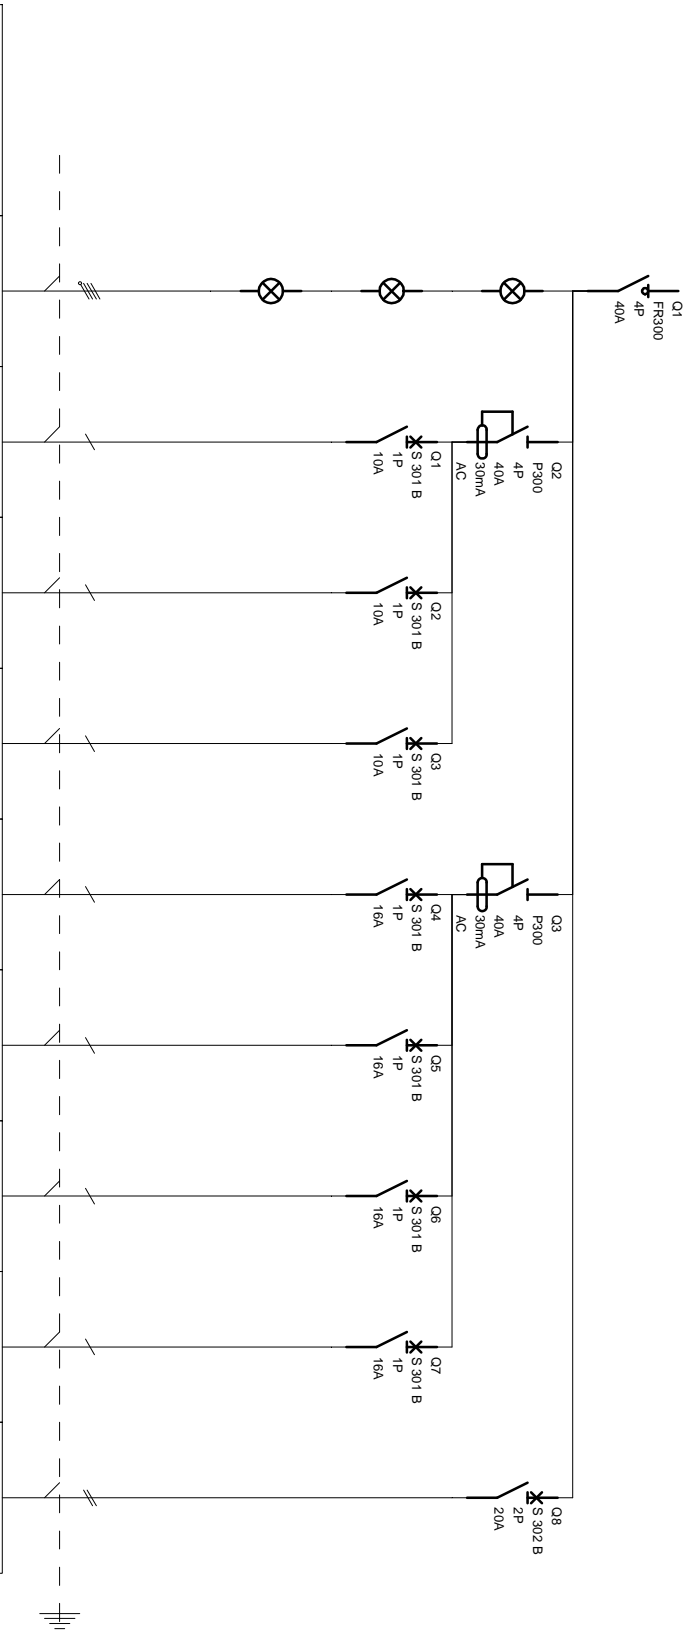 Q1
FR300
4P
40A
Q2
P300
4P
40A
30mA
AC
Q3
P300
4P
40A
30mA
AC
Q8
S 302 B
2P
20A
Q1
S 301 B
1P
10A
Q2
S 301 B
1P
10A
Q3
S 301 B
1P
10A
Q4
S 301 B
1P
16A
Q5
S 301 B
1P
16A
Q6
S 301 B
1P
16A
Q7
S 301 B
1P
16A